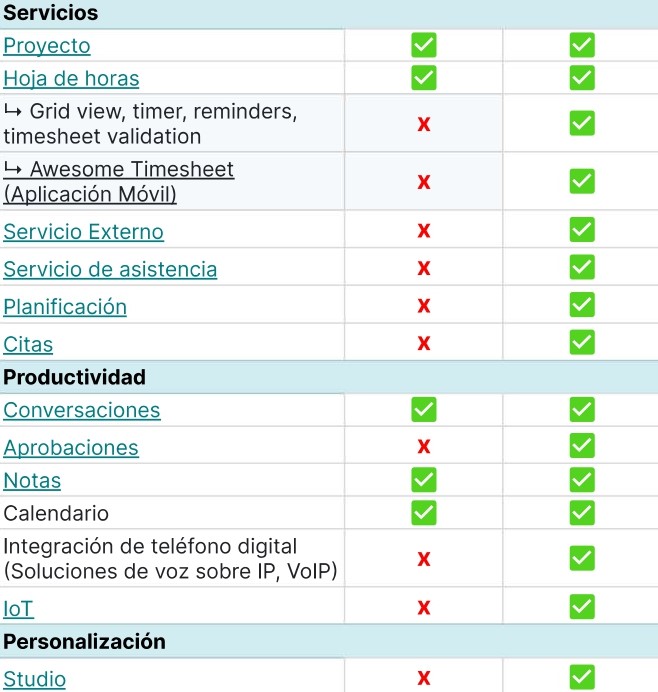 Servicios
Proyecto ✅ ✅
Hoja de horas ✅ ✅
↳ Grid view, timer, reminders,
timesheet validation X ✅
↳ Awesome Timesheet
(Aplicación Móvil) X ✅
Servicio Externo X ✅
Servicio de asistencia X ✅
Planificación X ✅
Citas X ✅
Productividad
Conversaciones ✅ ✅
Aprobaciones X ✅
Notas ✅ ✅
Calendario ✅ ✅
Integración de teléfono digital
(Soluciones de voz sobre IP, VoIP) X ✅
IoT X ✅
Personalización
Studio X ✅